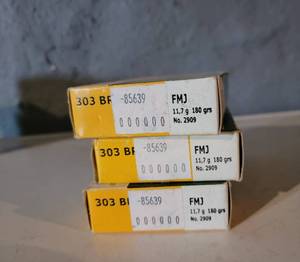 303 BR
-85639
000000
FMJ
11,7 g 180 grs
No. 2909
303 BR
-85639
000000
FMJ
11,7 g 180 grs
No. 2909
303 BI
-85639
000000
FMJ
11,7 g 180 grs
No. 2909